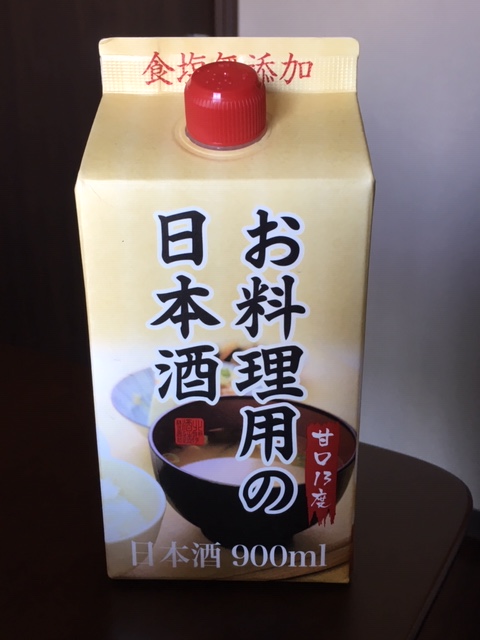 食塩無添加
お料理用の
日本酒
甘口13度
日本酒 900ml